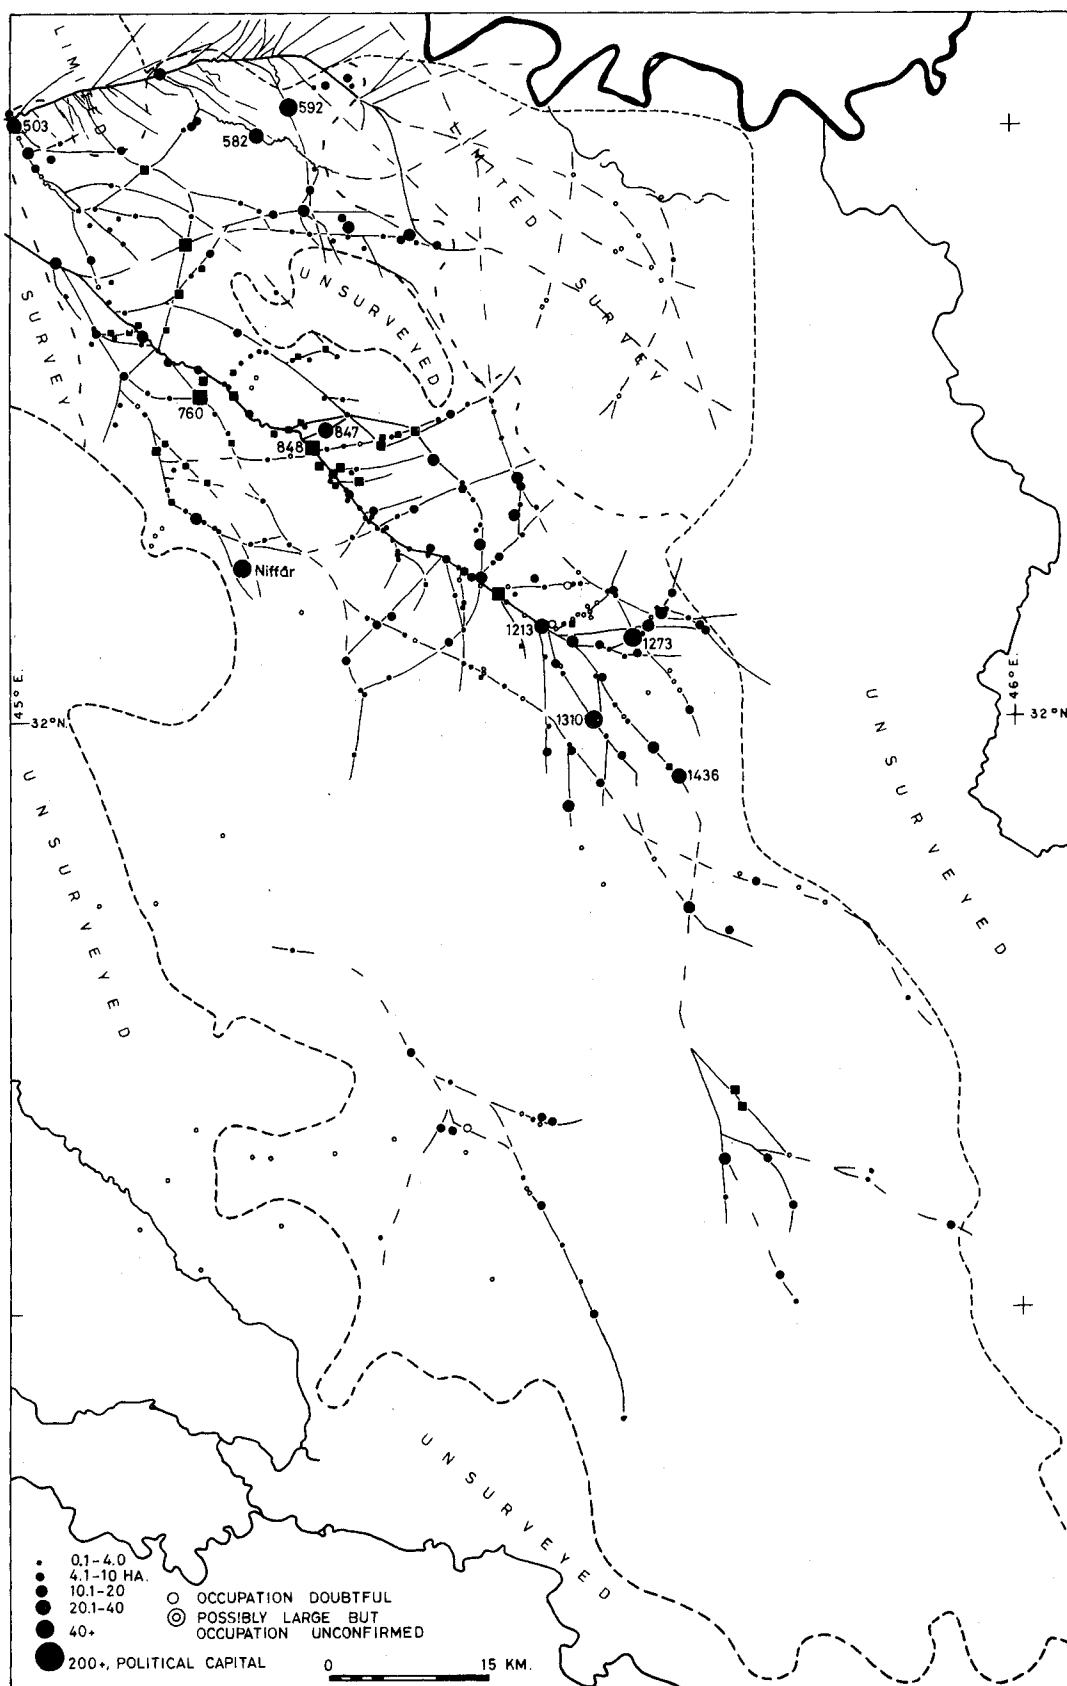 LIMITED
SURVEY
LIMITED
SURVEY
503
592
582
UNSURVEYED
760
847
848
Niffar
1213
1273
1310
1436
45° E.
32° N.
46° E.
32° N.
UNSURVEYED
UNSURVEYED
UNSURVEYED
0.1–4.0
4.1–10 HA.
10.1–20
20.1–40
40+
200+, POLITICAL CAPITAL
OCCUPATION DOUBTFUL
POSSIBLY LARGE BUT
OCCUPATION UNCONFIRMED
0 15 KM.